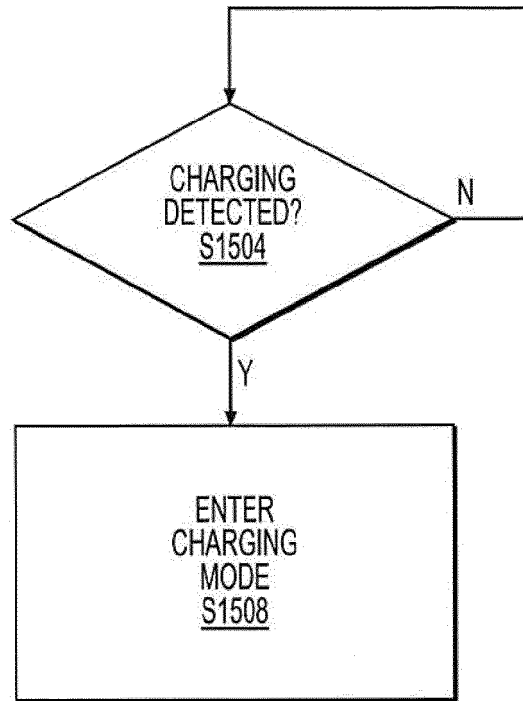 CHARGING
DETECTED?
S1504
N
Y
ENTER
CHARGING
MODE
S1508